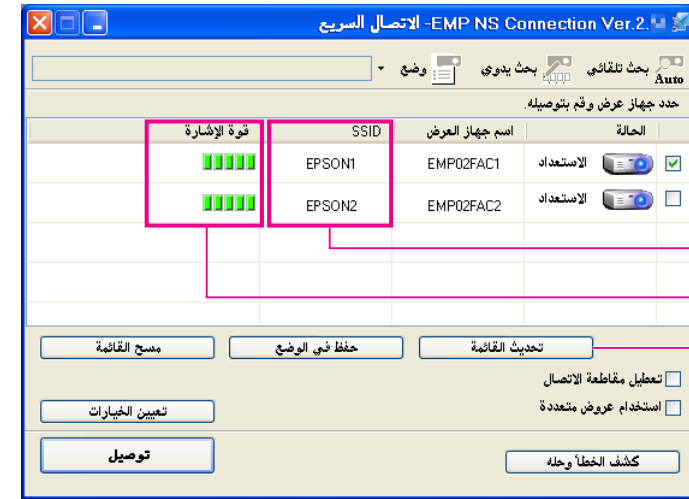 EMP NS Connection Ver.2.- الاتصال السريع
بحث تلقائي Auto بحث يدوي وضع
حدد جهاز عرض وقم بتوصيله.
الحالة اسم جهاز العرض SSID قوة الإشارة
الاستعداد EMP02FAC1 EPSON1
الاستعداد EMP02FAC2 EPSON2
تحديث القائمة حفظ في الوضع مسح القائمة
تعطيل مقاطعة الاتصال
استخدام عروض متعددة تعيين الخيارات
كشف الخطأ وحله توصيل